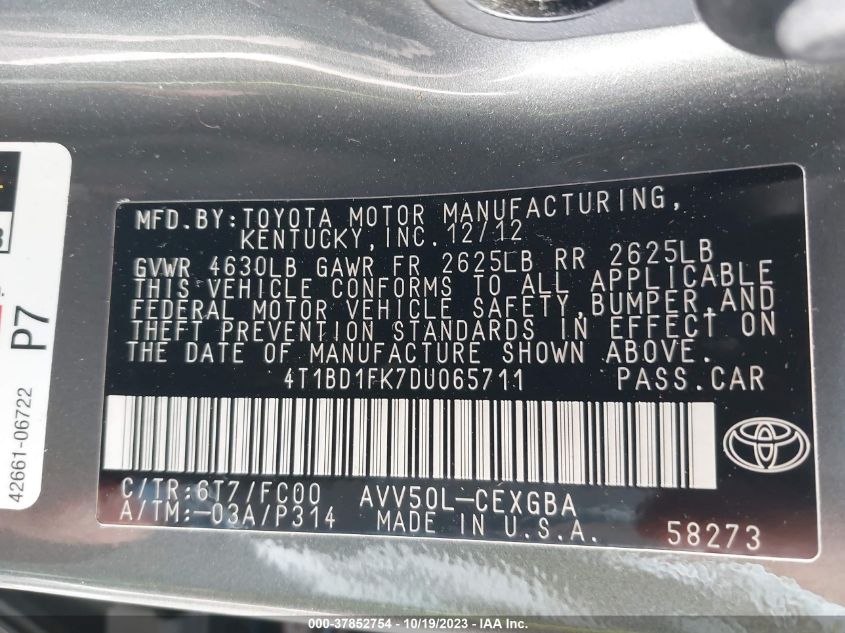 MFD.BY:TOYOTA MOTOR MANUFACTURING,
KENTUCKY, INC. 12/12
GVWR 4630LB GAWR FR 2625LB RR 2625LB
THIS VEHICLE CONFORMS TO ALL APPLICABLE
FEDERAL MOTOR VEHICLE SAFETY, BUMPER, AND
THEFT PREVENTION STANDARDS IN EFFECT ON
THE DATE OF MANUFACTURE SHOWN ABOVE.
4T1BD1FK7DU065711 PASS.CAR
C/TR:6T7/FC00 AVV50L-CEXGBA
A/TM:-03A/P314 MADE IN U.S.A. 58273
P7
42661-06722
000-37852754 - 10/19/2023 - IAA Inc.